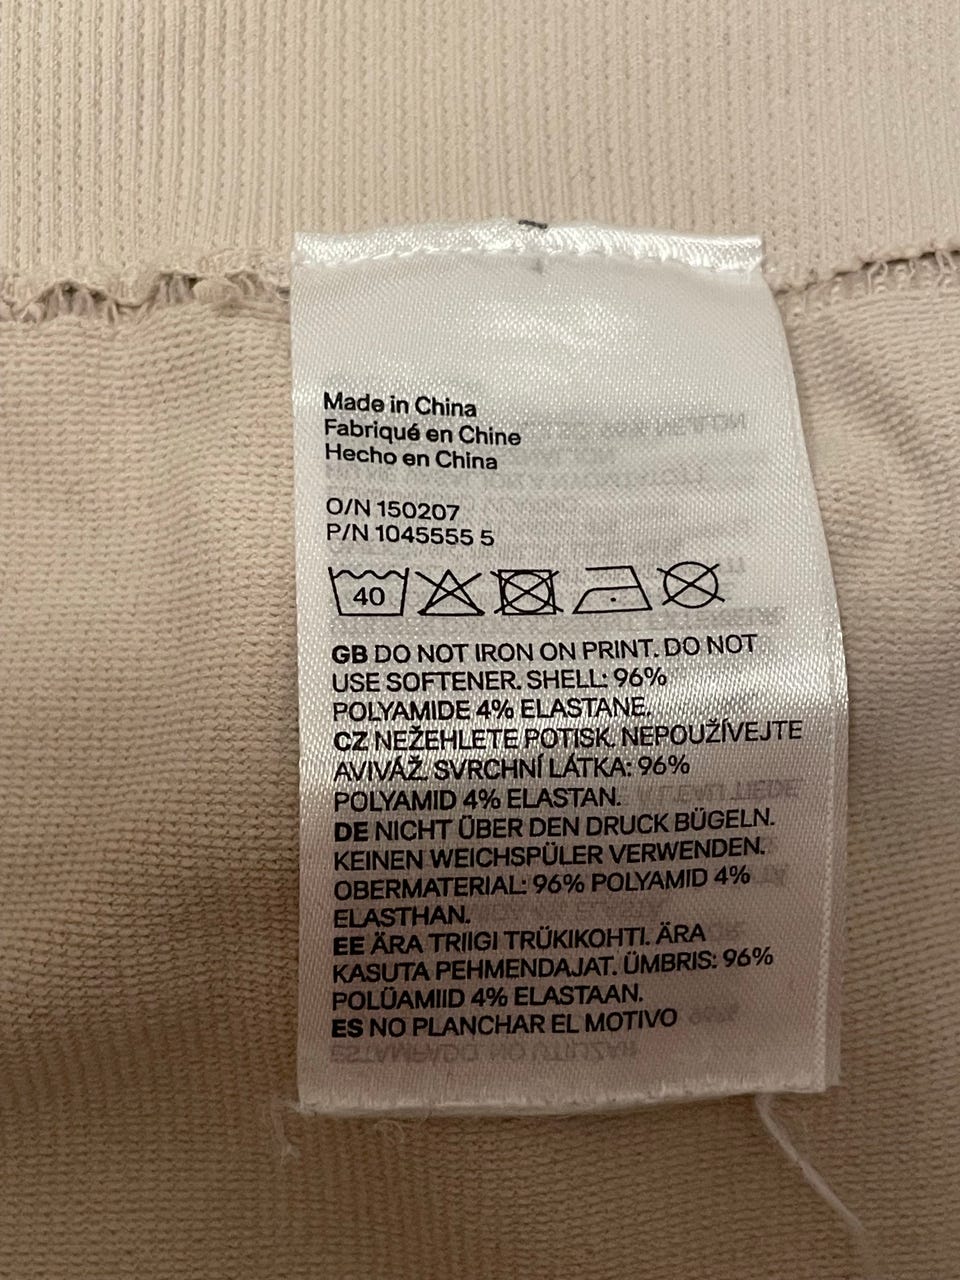 Made in China
Fabriqué en Chine
Hecho en China
O/N 150207
P/N 1045555 5
40
GB DO NOT IRON ON PRINT. DO NOT
USE SOFTENER. SHELL: 96%
POLYAMIDE 4% ELASTANE.
CZ NEŽEHLETE POTISK. NEPOUŽÍVEJTE
AVIVÁŽ. SVRCHNÍ LÁTKA: 96%
POLYAMID 4% ELASTAN.
DE NICHT ÜBER DEN DRUCK BÜGELN.
KEINEN WEICHSPÜLER VERWENDEN.
OBERMATERIAL: 96% POLYAMID 4%
ELASTHAN.
EE ÄRA TRIIGI TRÜKIKOHTI. ÄRA
KASUTA PEHMENDAJAT. ÜMBRIS: 96%
POLÜAMIID 4% ELASTAAN.
ES NO PLANCHAR EL MOTIVO